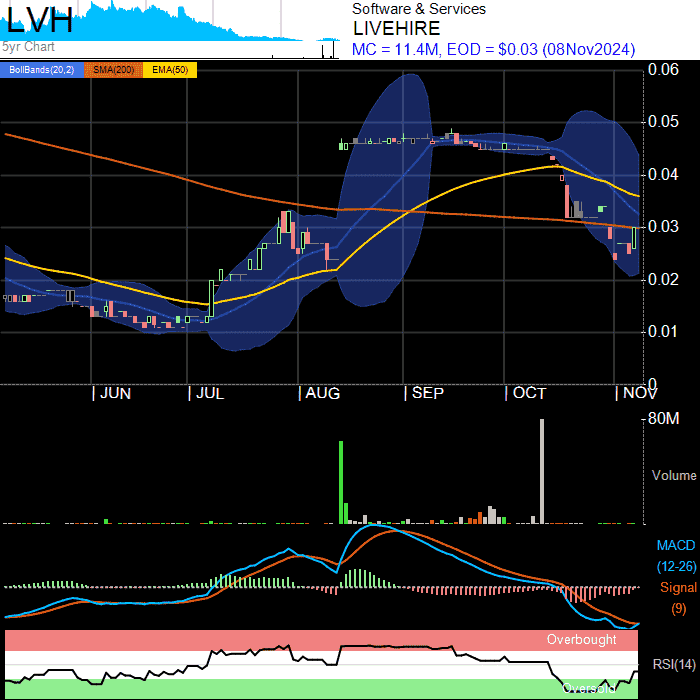 LVH
5yr Chart
Software & Services
LIVEHIRE
MC = 11.4M, EOD = $0.03 (08Nov2024)
BollBands(20,2) SMA(200) EMA(50)
0.06
0.05
0.04
0.03
0.02
0.01
0
| JUN | JUL | AUG | SEP | OCT | NOV
80M
Volume
MACD
(12-26)
Signal
(9)
Overbought
RSI(14)
Oversold